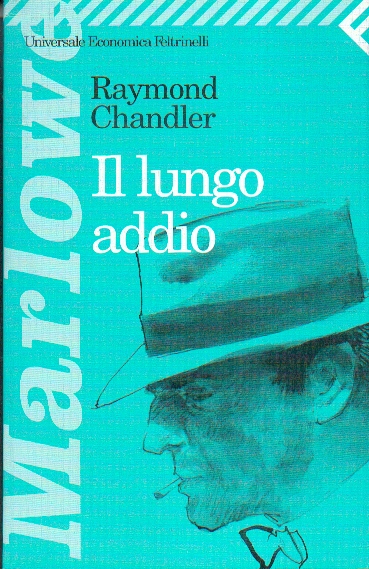 Universale Economica Feltrinelli
Marlowe
Raymond
Chandler
Il lungo
addio